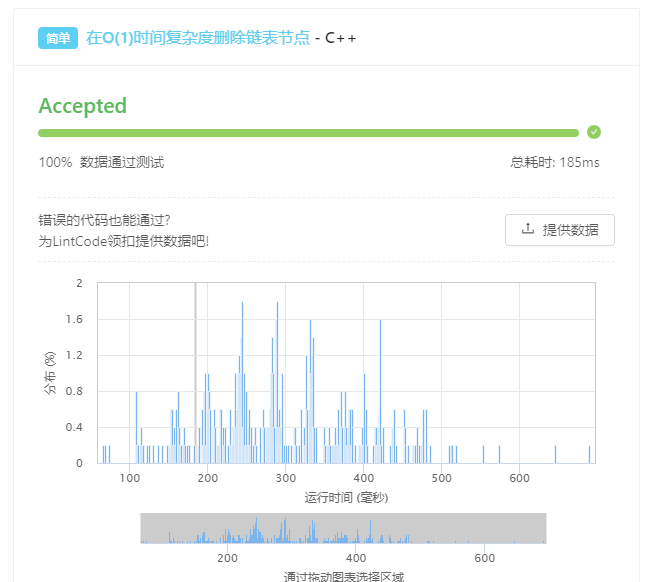 简单 在O(1)时间复杂度删除链表节点 - C++
Accepted
100% 数据通过测试 总耗时: 185ms
错误的代码也能通过?
为LintCode领扣提供数据吧!
提供数据
2
1.6
1.2
0.8
0.4
0
分布 (%)
100 200 300 400 500 600
运行时间 (毫秒)
200 400 600
通过拖动图表选择区域